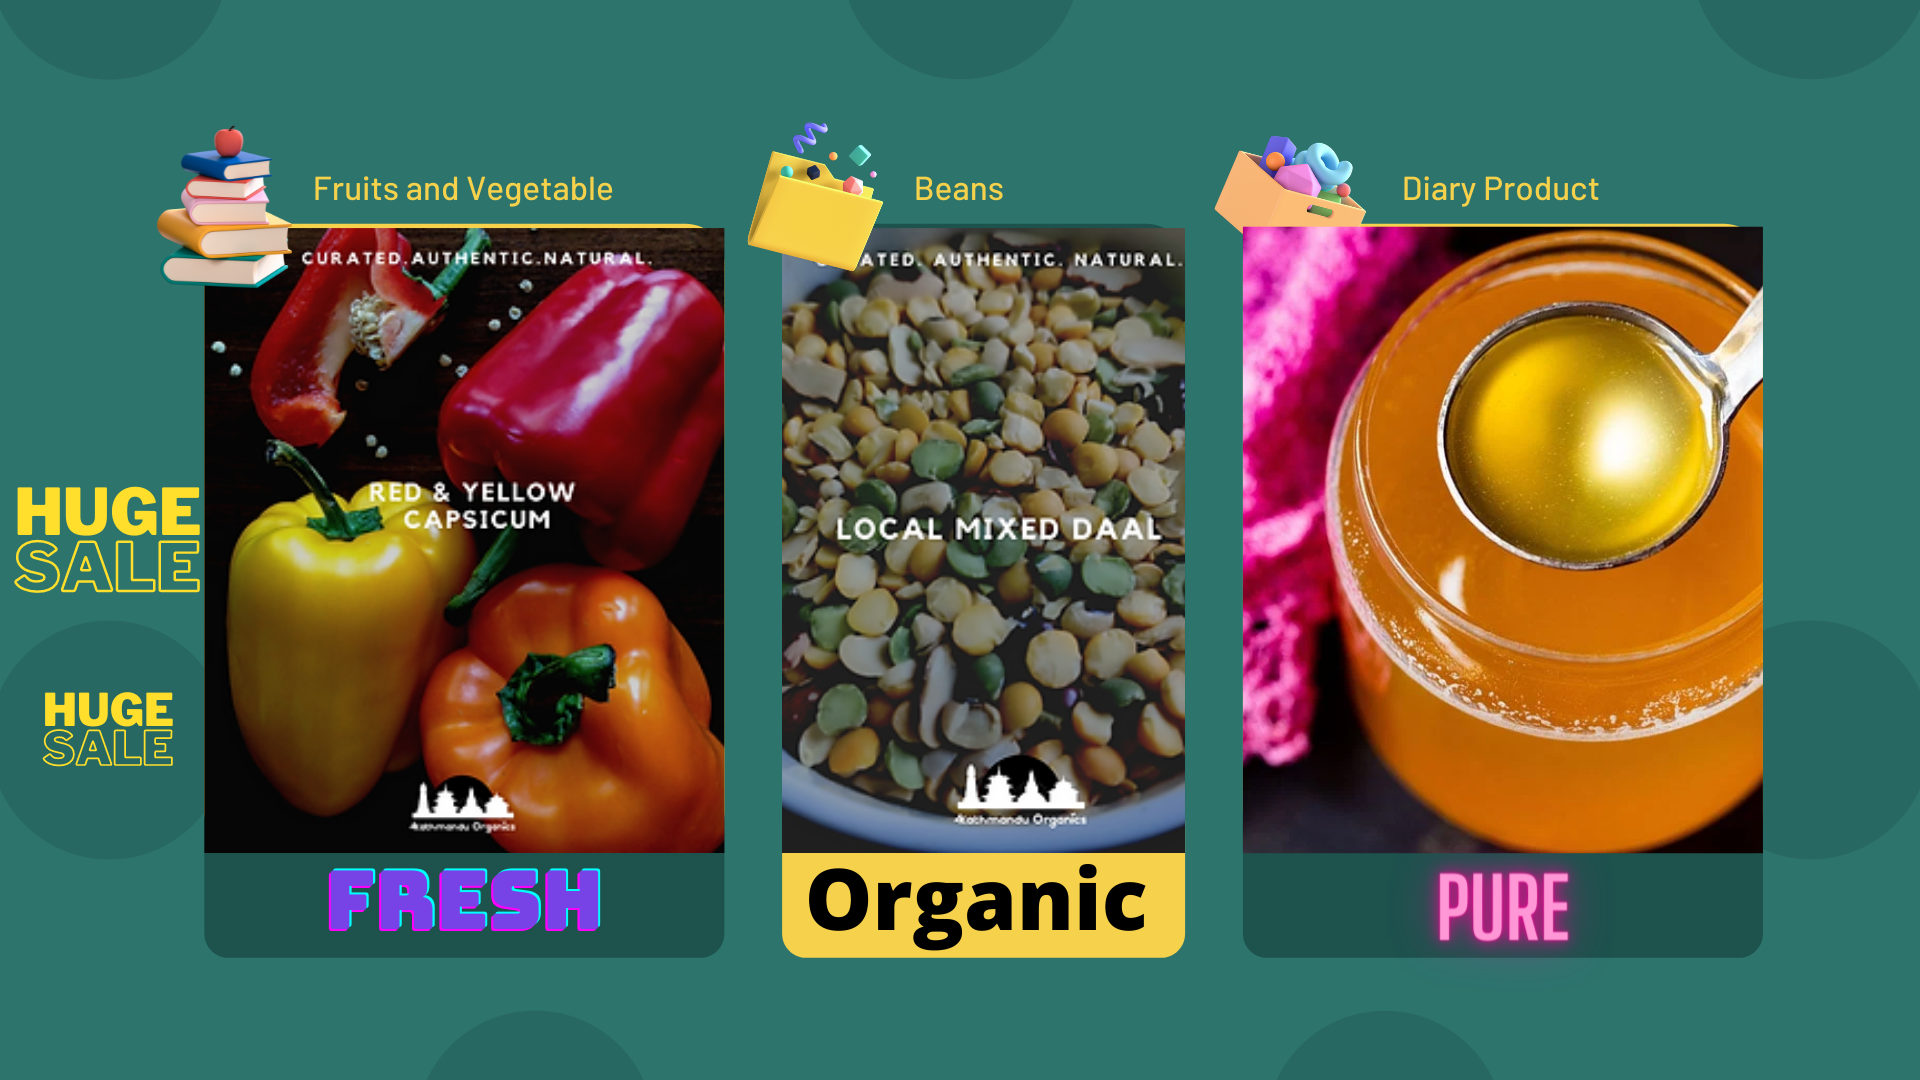 Fruits and Vegetable
Beans
Diary Product
CURATED.AUTHENTIC.NATURAL.
ATED. AUTHENTIC. NATURAL.
HUGE
SALE
RED & YELLOW
CAPSICUM
LOCAL MIXED DAAL
HUGE
SALE
Kathmandu Organics
Kathmandu Organics
FRESH
Organic
PURE